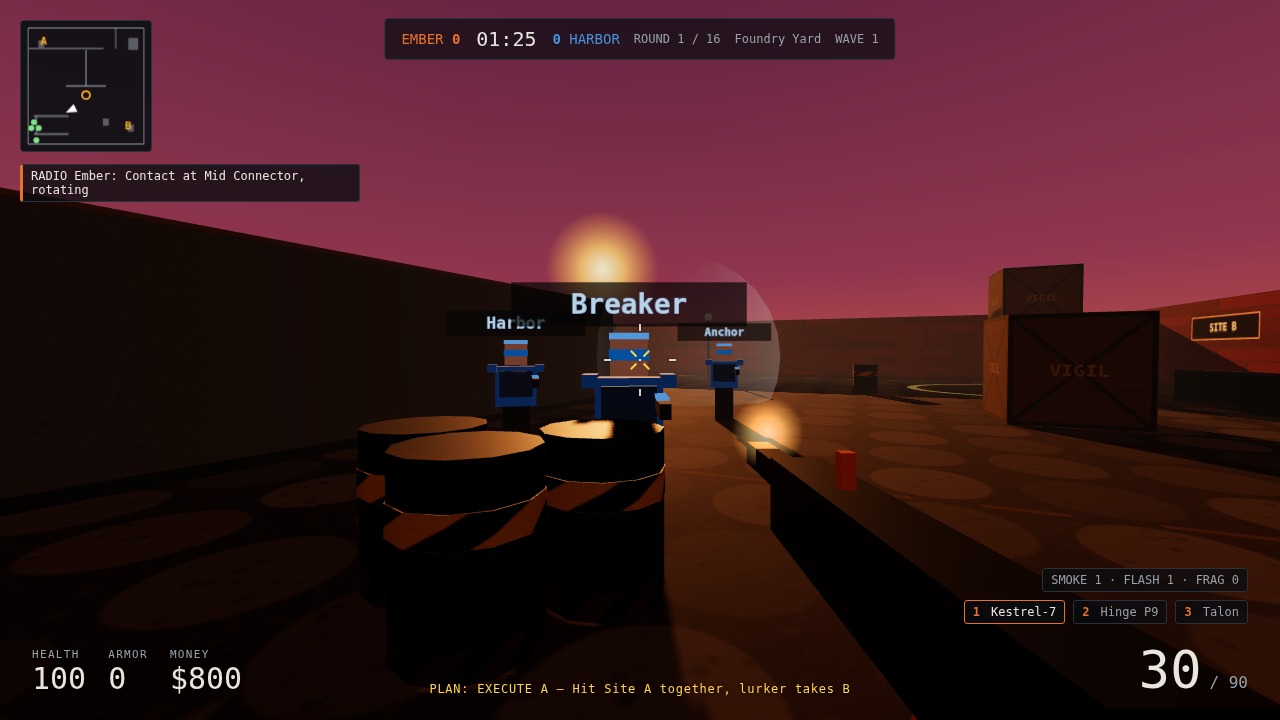 EMBER 0 01:25 0 HARBOR ROUND 1 / 16 Foundry Yard WAVE 1
A
B
RADIO Ember: Contact at Mid Connector,
rotating
Breaker
Harbor
Anchor
VIGIL
VIGIL
SITE B
SMOKE 1 · FLASH 1 · FRAG 0
1 Kestrel-7 2 Hinge P9 3 Talon
HEALTH ARMOR MONEY
100 0 $800
30 / 90
PLAN: EXECUTE A — Hit Site A together, lurker takes B